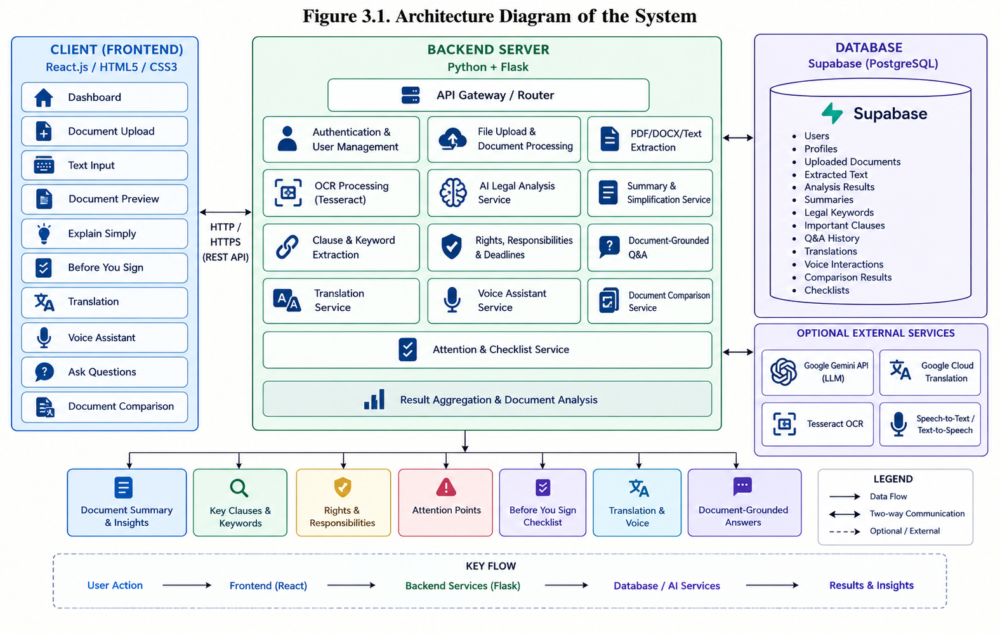 Figure 3.1. Architecture Diagram of the System
CLIENT (FRONTEND)
React.js / HTML5 / CSS3
Dashboard
Document Upload
Text Input
Document Preview
Explain Simply
Before You Sign
Translation
Voice Assistant
Ask Questions
Document Comparison
HTTP /
HTTPS
(REST API)
BACKEND SERVER
Python + Flask
API Gateway / Router
Authentication &
User Management
File Upload &
Document Processing
PDF/DOCX/Text
Extraction
OCR Processing
(Tesseract)
AI Legal Analysis
Service
Summary &
Simplification Service
Clause & Keyword
Extraction
Rights, Responsibilities
& Deadlines
Document-Grounded
Q&A
Translation
Service
Voice Assistant
Service
Document Comparison
Service
Attention & Checklist Service
Result Aggregation & Document Analysis
DATABASE
Supabase (PostgreSQL)
Supabase
• Users
• Profiles
• Uploaded Documents
• Extracted Text
• Analysis Results
• Summaries
• Legal Keywords
• Important Clauses
• Q&A History
• Translations
• Voice Interactions
• Comparison Results
• Checklists
OPTIONAL EXTERNAL SERVICES
Google Gemini API
(LLM)
Google Cloud
Translation
Tesseract OCR
Speech-to-Text /
Text-to-Speech
Document Summary
& Insights
Key Clauses &
Keywords
Rights &
Responsibilities
Attention Points
Before You Sign
Checklist
Translation &
Voice
Document-Grounded
Answers
LEGEND
Data Flow
Two-way Communication
Optional / External
KEY FLOW
User Action
Frontend (React)
Backend Services (Flask)
Database / AI Services
Results & Insights